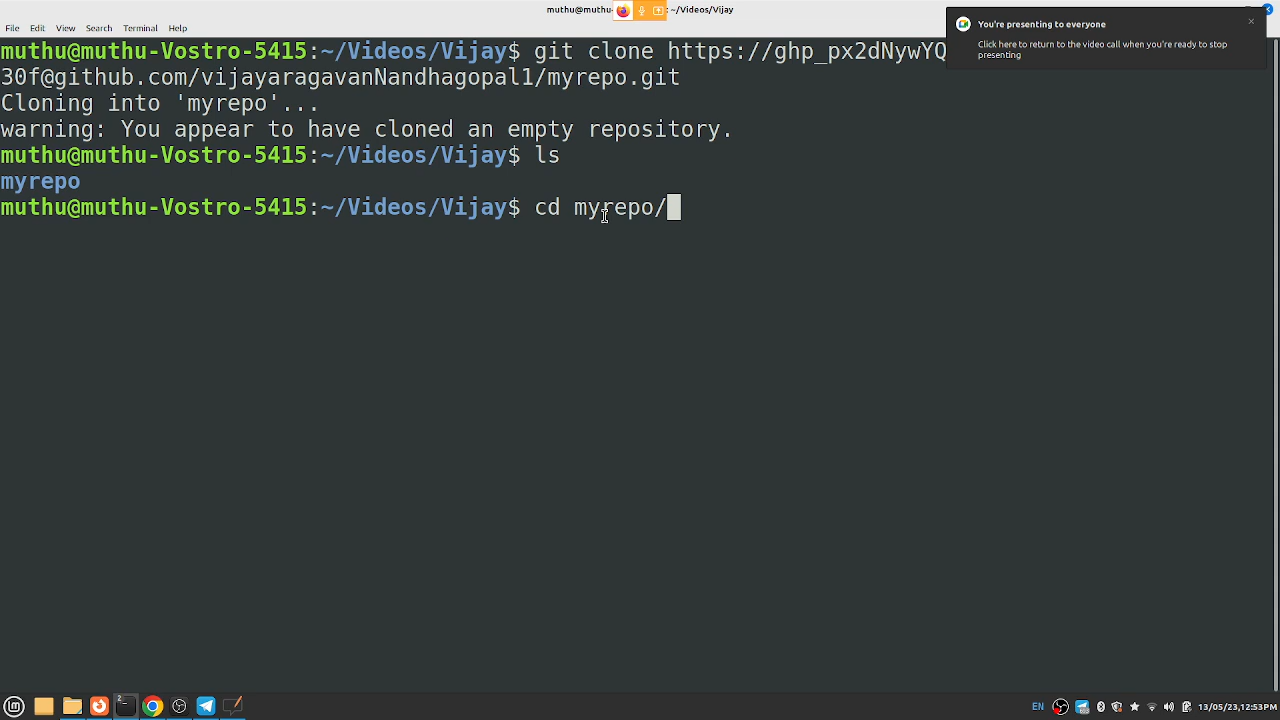 muthu@muthu- : ~/Videos/Vijay
File Edit View Search Terminal Help
You're presenting to everyone
Click here to return to the video call when you're ready to stop
presenting
muthu@muthu-Vostro-5415:~/Videos/Vijay$ git clone https://ghp_px2dNywYQ
30f@github.com/vijayaragavanNandhagopal1/myrepo.git
Cloning into 'myrepo'...
warning: You appear to have cloned an empty repository.
muthu@muthu-Vostro-5415:~/Videos/Vijay$ ls
myrepo
muthu@muthu-Vostro-5415:~/Videos/Vijay$ cd myrepo/
EN 13/05/23,12:53PM